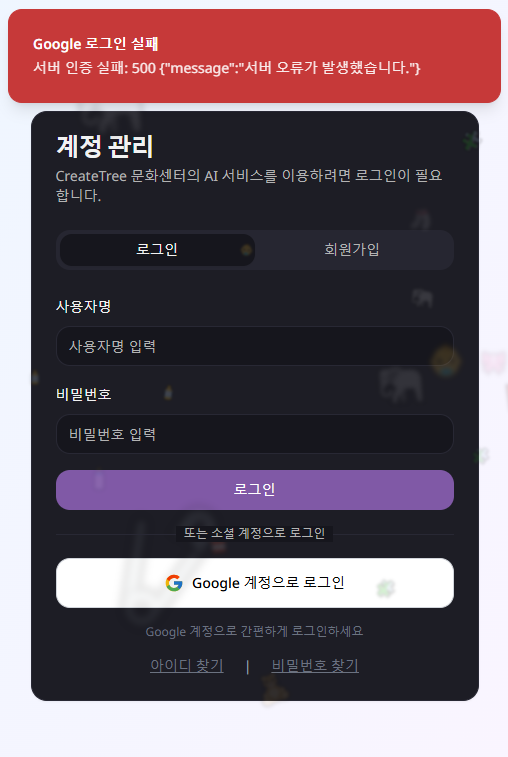 Google 로그인 실패
서버 인증 실패: 500 {"message":"서버 오류가 발생했습니다."}
계정 관리
CreateTree 문화센터의 AI 서비스를 이용하려면 로그인이 필요
합니다.
로그인 회원가입
사용자명
사용자명 입력
비밀번호
비밀번호 입력
로그인
또는 소셜 계정으로 로그인
Google 계정으로 로그인
Google 계정으로 간편하게 로그인하세요
아이디 찾기 | 비밀번호 찾기